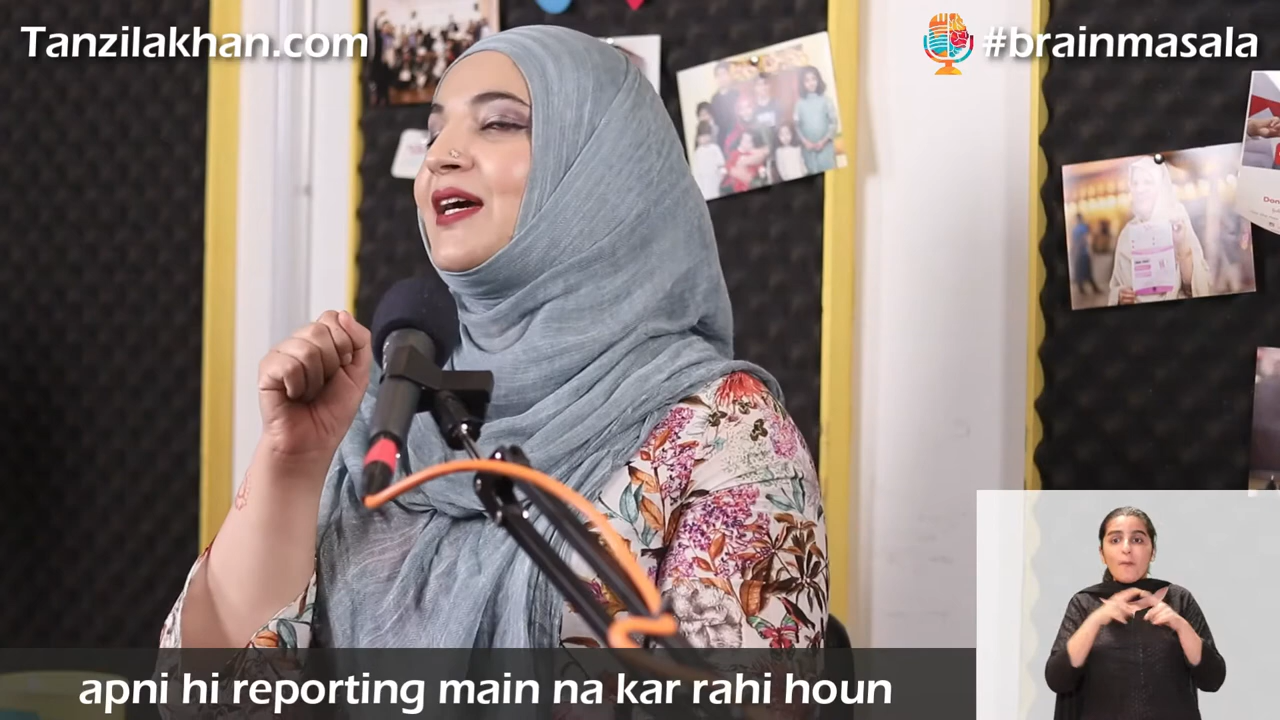 Tanzilakhan.com
#brainmasala
apni hi reporting main na kar rahi houn